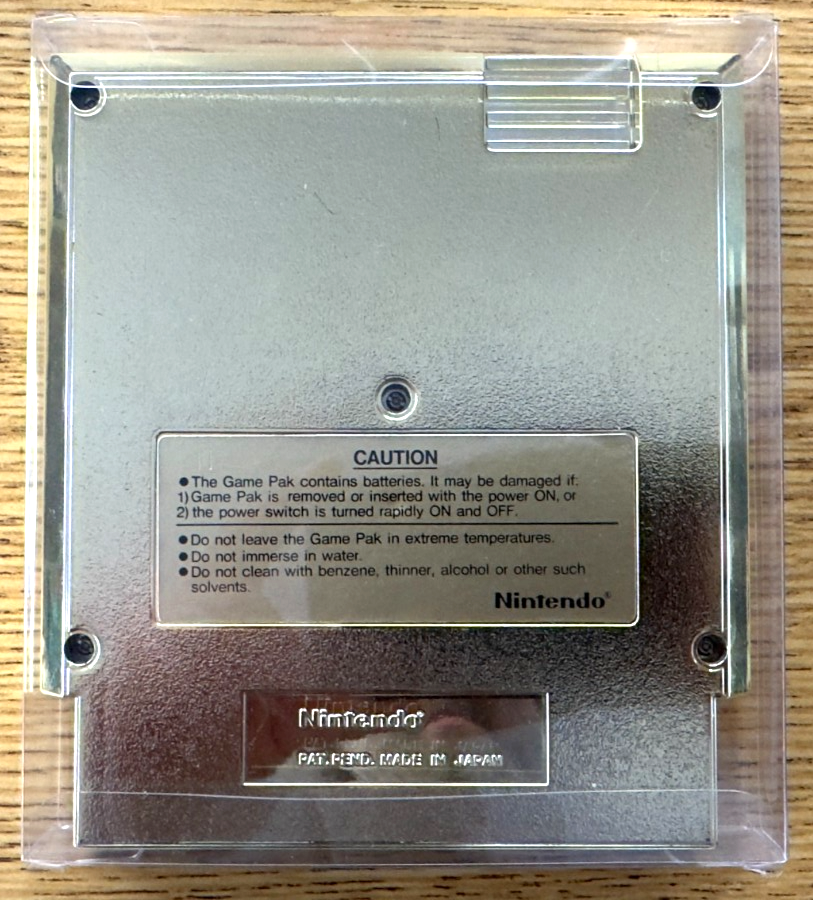 CAUTION
● The Game Pak contains batteries. It may be damaged if:
1) Game Pak is removed or inserted with the power ON, or
2) the power switch is turned rapidly ON and OFF.
● Do not leave the Game Pak in extreme temperatures.
● Do not immerse in water.
● Do not clean with benzene, thinner, alcohol or other such
solvents.
Nintendo®
Nintendo®
PAT. PEND. MADE IN JAPAN